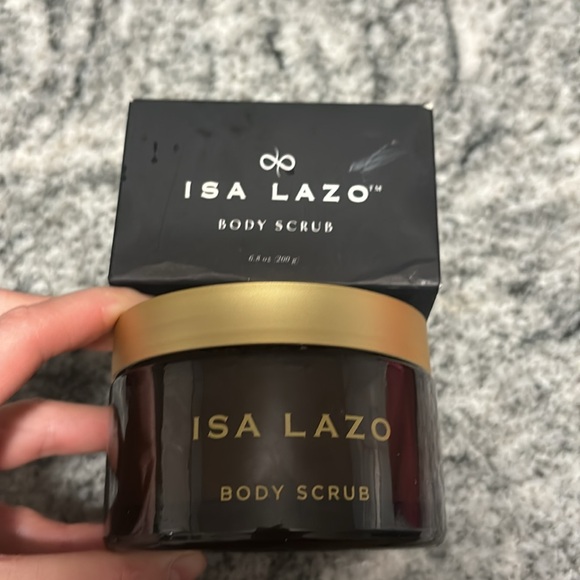 ISA LAZO™
BODY SCRUB
6.8 oz (200 g)
ISA LAZO
BODY SCRUB